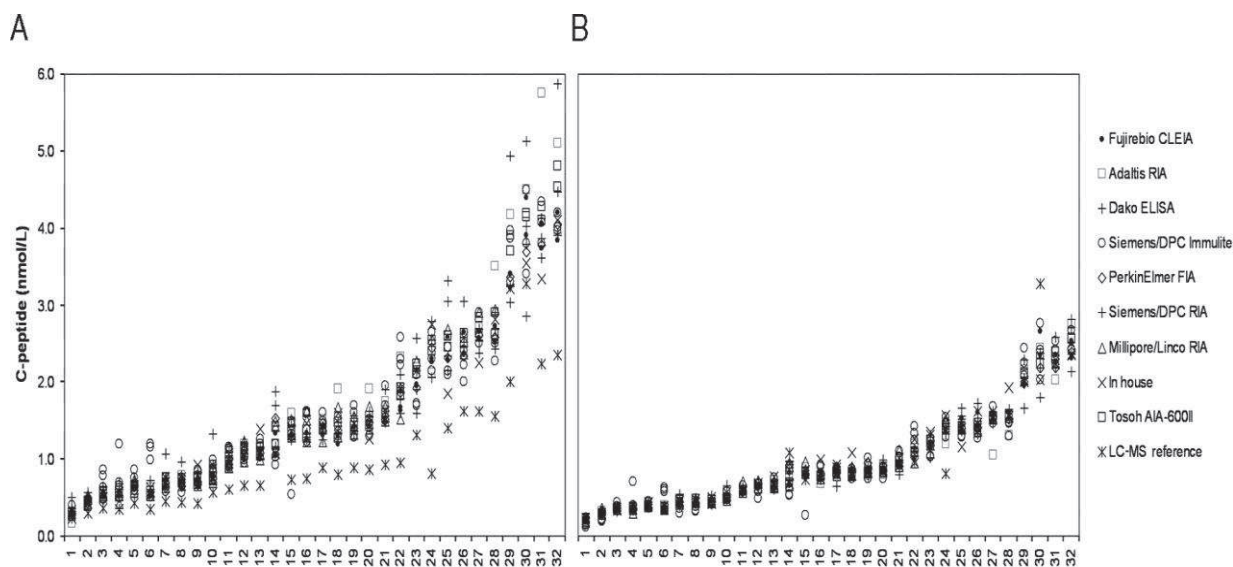 A
B
6.0
5.0
4.0
3.0
2.0
1.0
0.0
C-peptide (nmol/L)
1 2 3 4 5 6 7 8 9 10 11 12 13 14 15 16 17 18 19 20 21 22 23 24 25 26 27 28 29 30 31 32
1 2 3 4 5 6 7 8 9 10 11 12 13 14 15 16 17 18 19 20 21 22 23 24 25 26 27 28 29 30 31 32
Fujirebio CLEIA
Adaltis RIA
Dako ELISA
Siemens/DPC Immulite
PerkinElmer FIA
Siemens/DPC RIA
Millipore/Linco RIA
In house
Tosoh AIA-600II
LC-MS reference